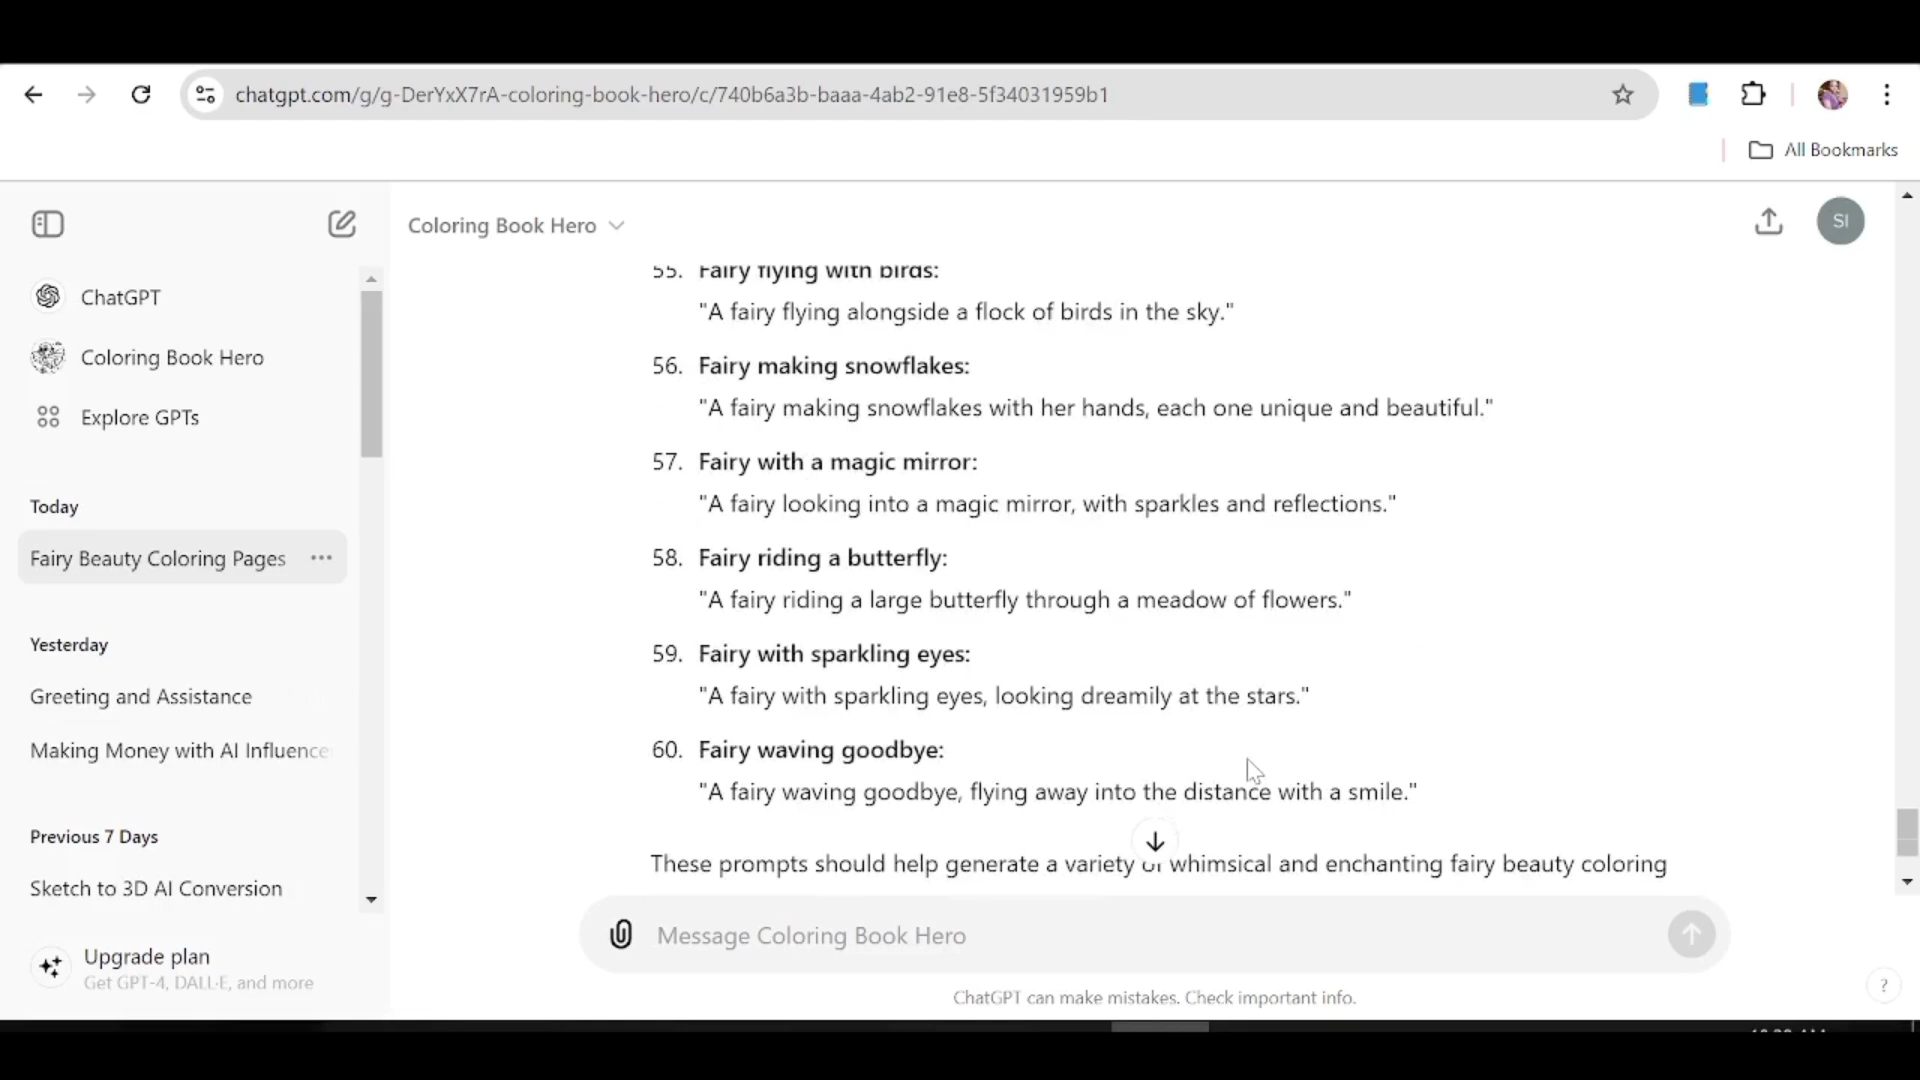 chatgpt.com/g/g-DerYxX7rA-coloring-book-hero/c/740b6a3b-baaa-4ab2-91e8-5f34031959b1
All Bookmarks
Coloring Book Hero
SI
ChatGPT
Coloring Book Hero
Explore GPTs
Today
Fairy Beauty Coloring Pages
Yesterday
Greeting and Assistance
Making Money with AI Influence
Previous 7 Days
Sketch to 3D AI Conversion
Upgrade plan
Get GPT-4, DALL·E, and more
55. Fairy flying with birds:
"A fairy flying alongside a flock of birds in the sky."
56. Fairy making snowflakes:
"A fairy making snowflakes with her hands, each one unique and beautiful."
57. Fairy with a magic mirror:
"A fairy looking into a magic mirror, with sparkles and reflections."
58. Fairy riding a butterfly:
"A fairy riding a large butterfly through a meadow of flowers."
59. Fairy with sparkling eyes:
"A fairy with sparkling eyes, looking dreamily at the stars."
60. Fairy waving goodbye:
"A fairy waving goodbye, flying away into the distance with a smile."
These prompts should help generate a variety of whimsical and enchanting fairy beauty coloring
Message Coloring Book Hero
ChatGPT can make mistakes. Check important info.
?